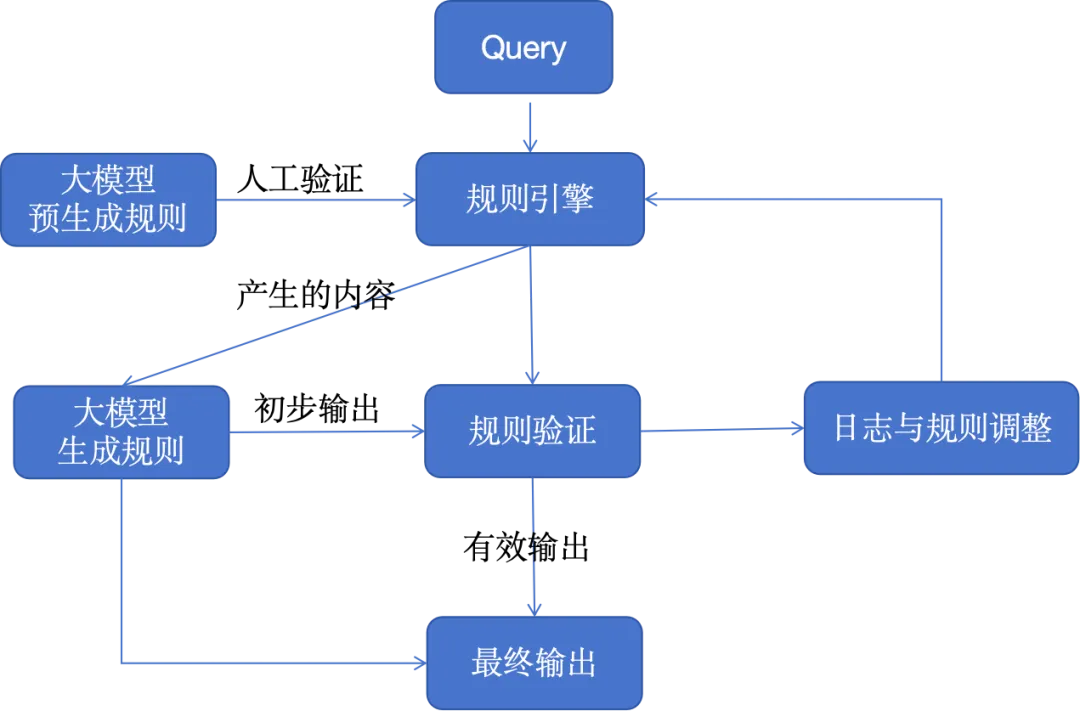 Query
大模型
预生成规则
人工验证
规则引擎
产生的内容
大模型
生成规则
初步输出
规则验证
日志与规则调整
有效输出
最终输出